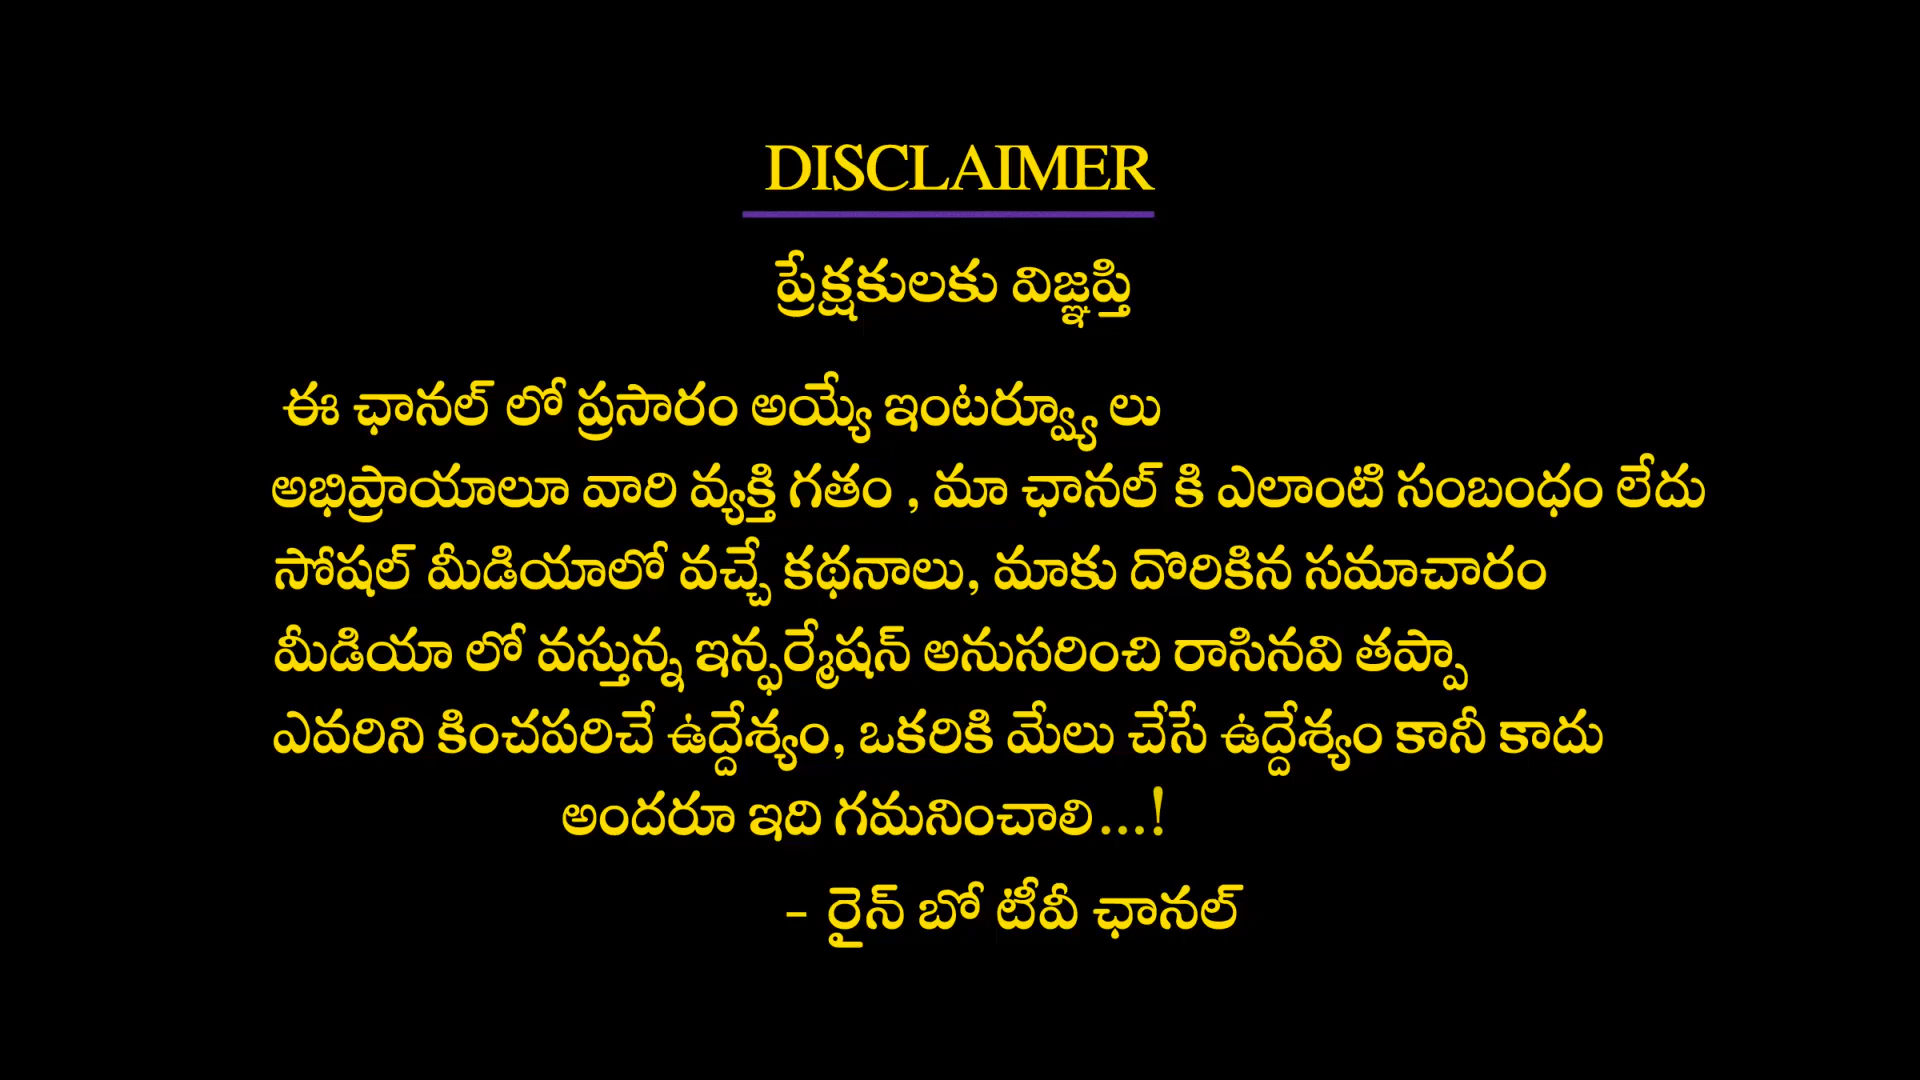 DISCLAIMER
ప్రేక్షకులకు విజ్ఞప్తి
ఈ ఛానల్ లో ప్రసారం అయ్యే ఇంటర్వ్యూ లు
అభిప్రాయాలూ వారి వ్యక్తి గతం , మా ఛానల్ కి ఎలాంటి సంబంధం లేదు
సోషల్ మీడియాలో వచ్చే కథనాలు, మాకు దొరికిన సమాచారం
మీడియా లో వస్తున్న ఇన్ఫర్మేషన్ అనుసరించి రాసినవి తప్పా
ఎవరిని కించపరిచే ఉద్దేశ్యం, ఒకరికి మేలు చేసే ఉద్దేశ్యం కానీ కాదు
అందరూ ఇది గమనించాలి...!
- రైన్ బో టీవీ ఛానల్